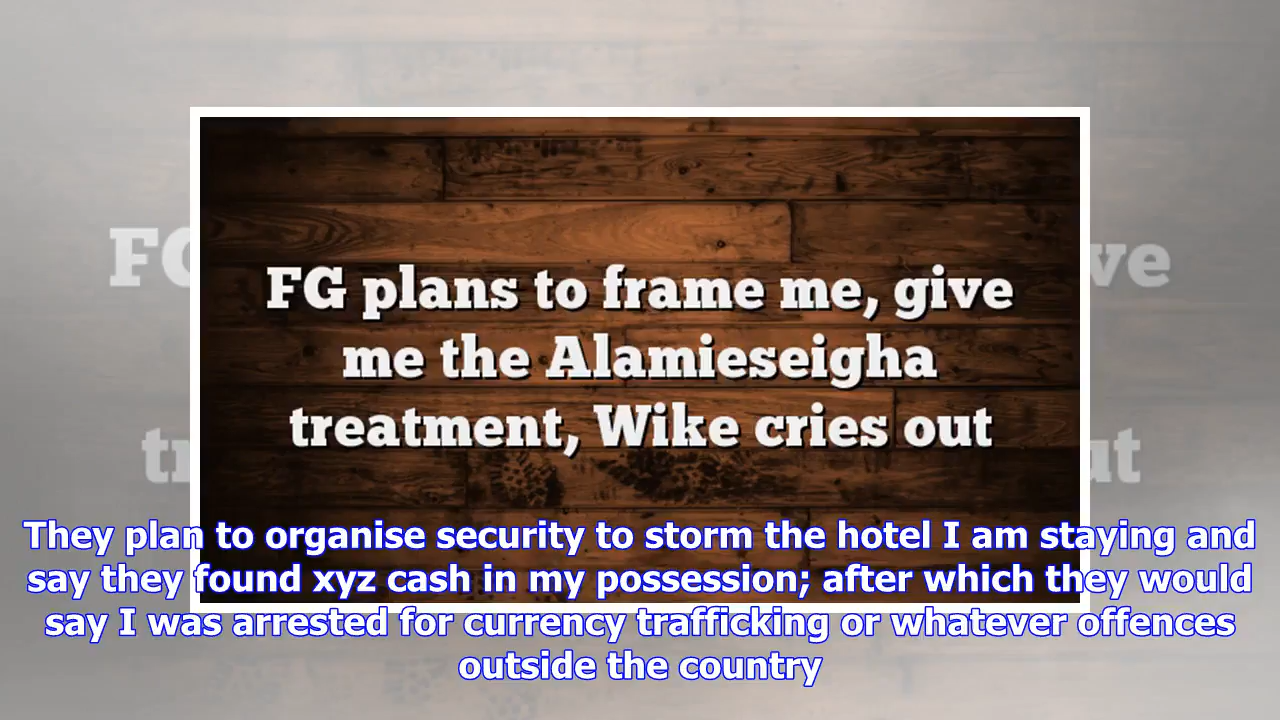 FG plans to frame me, give
me the Alamieseigha
treatment, Wike cries out
They plan to organise security to storm the hotel I am staying and
say they found xyz cash in my possession; after which they would
say I was arrested for currency trafficking or whatever offences
outside the country